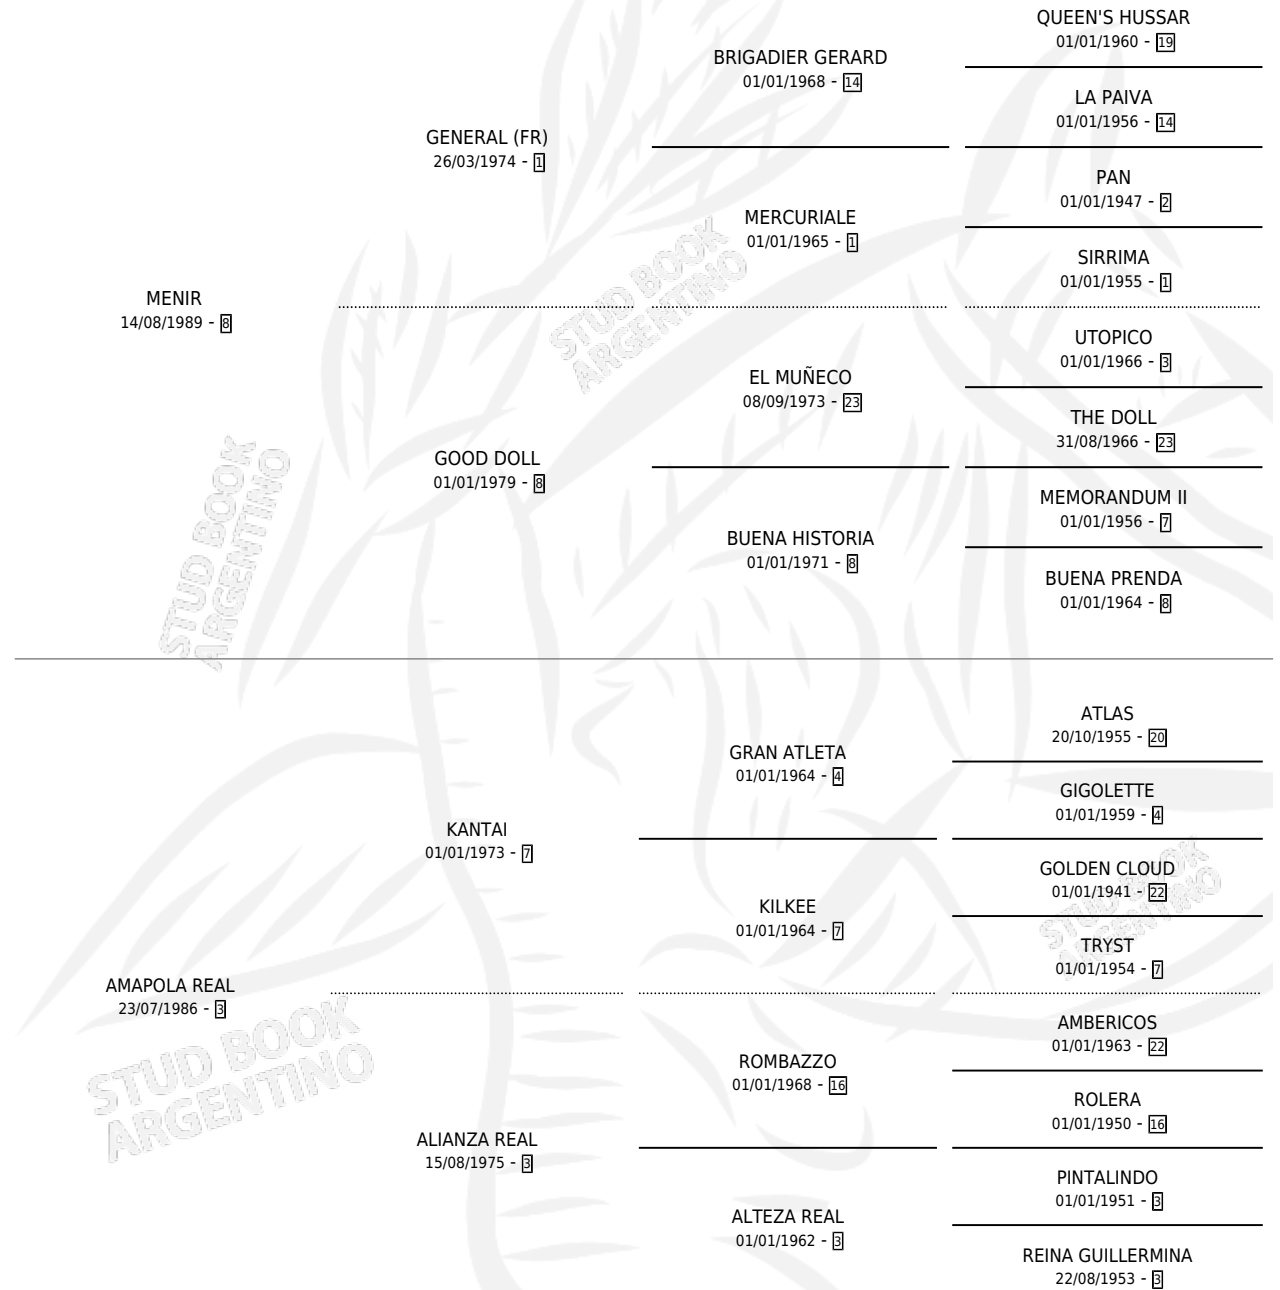 QUEEN'S HUSSAR
01/01/1960 - 19
BRIGADIER GERARD
01/01/1968 - 14
LA PAIVA
01/01/1956 - 14
GENERAL (FR)
26/03/1974 - 1
PAN
01/01/1947 - 2
MERCURIALE
01/01/1965 - 1
SIRRIMA
01/01/1955 - 1
MENIR
14/08/1989 - 8
UTOPICO
01/01/1966 - 3
EL MUÑECO
08/09/1973 - 23
THE DOLL
31/08/1966 - 23
GOOD DOLL
01/01/1979 - 8
MEMORANDUM II
01/01/1956 - 7
BUENA HISTORIA
01/01/1971 - 8
BUENA PRENDA
01/01/1964 - 8
STUD BOOK
ARGENTINO
STUD BOOK
ARGENTINO
ATLAS
20/10/1955 - 20
GRAN ATLETA
01/01/1964 - 4
GIGOLETTE
01/01/1959 - 4
KANTAI
01/01/1973 - 7
GOLDEN CLOUD
01/01/1941 - 22
KILKEE
01/01/1964 - 7
TRYST
01/01/1954 - 7
AMAPOLA REAL
23/07/1986 - 3
AMBERICOS
01/01/1963 - 22
ROMBAZZO
01/01/1968 - 16
ROLERA
01/01/1950 - 16
ALIANZA REAL
15/08/1975 - 3
PINTALINDO
01/01/1951 - 3
ALTEZA REAL
01/01/1962 - 3
REINA GUILLERMINA
22/08/1953 - 3
STUD BOOK
ARGENTINO
STUD BOOK
ARGENTINO